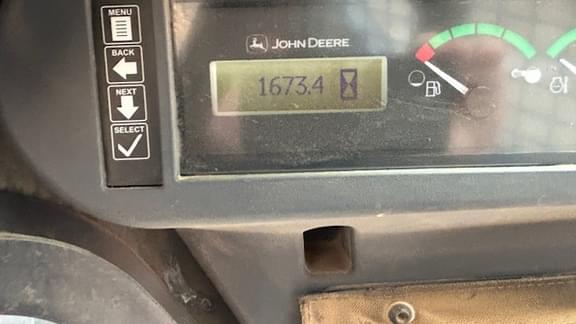 MENU
BACK
NEXT
SELECT
JOHN DEERE
1673.4